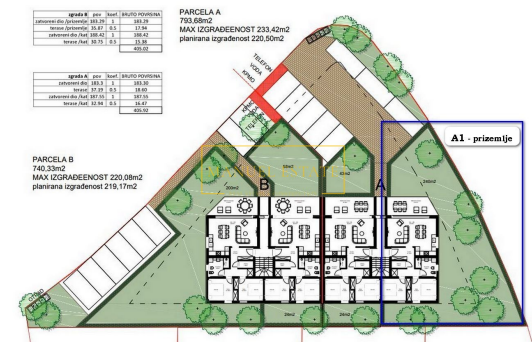 zgrada B pov koef. BRUTO POVRSINA
zatvoreni dio /prizemlje 183.29 1 183.29
terase /prizemlje 35.87 0.5 17.94
zatvoreni dio /kat 188.42 1 188.42
terase /kat 30.75 0.5 15.38
405.02
zgrada A pov koef. BRUTO POVRSINA
zatvoreni dio 183.3 1 183.30
terase 37.19 0.5 18.60
zatvoreni dio /kat 187.55 1 187.55
terase /kat 32.94 0.5 16.47
405.92
PARCELA A
793,68m2
MAX IZGRAĐEENOST 233,42m2
planirana izgrađenost 220,50m2
TELEFON
VODA
KPMO
PARCELA B
740,33m2
MAX IZGRAĐEENOST 220,08m2
planirana izgrađenost 219,17m2
A1 - prizemlje
B
A